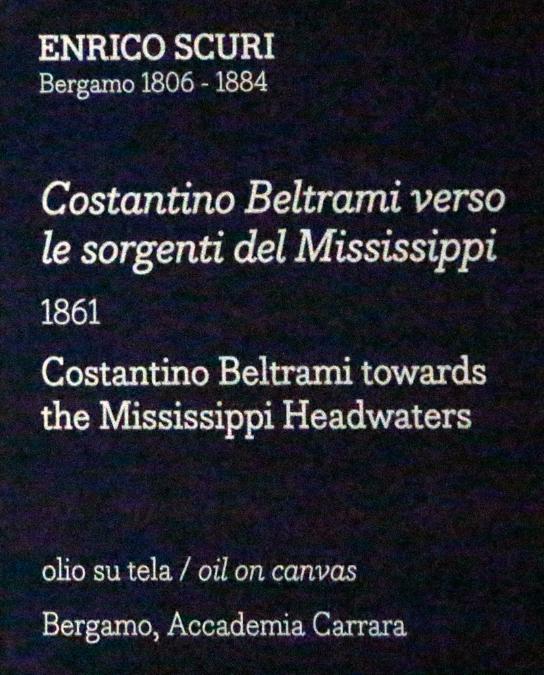 ENRICO SCURI
Bergamo 1806 - 1884
Costantino Beltrami verso
le sorgenti del Mississippi
1861
Costantino Beltrami towards
the Mississippi Headwaters
olio su tela / oil on canvas
Bergamo, Accademia Carrara